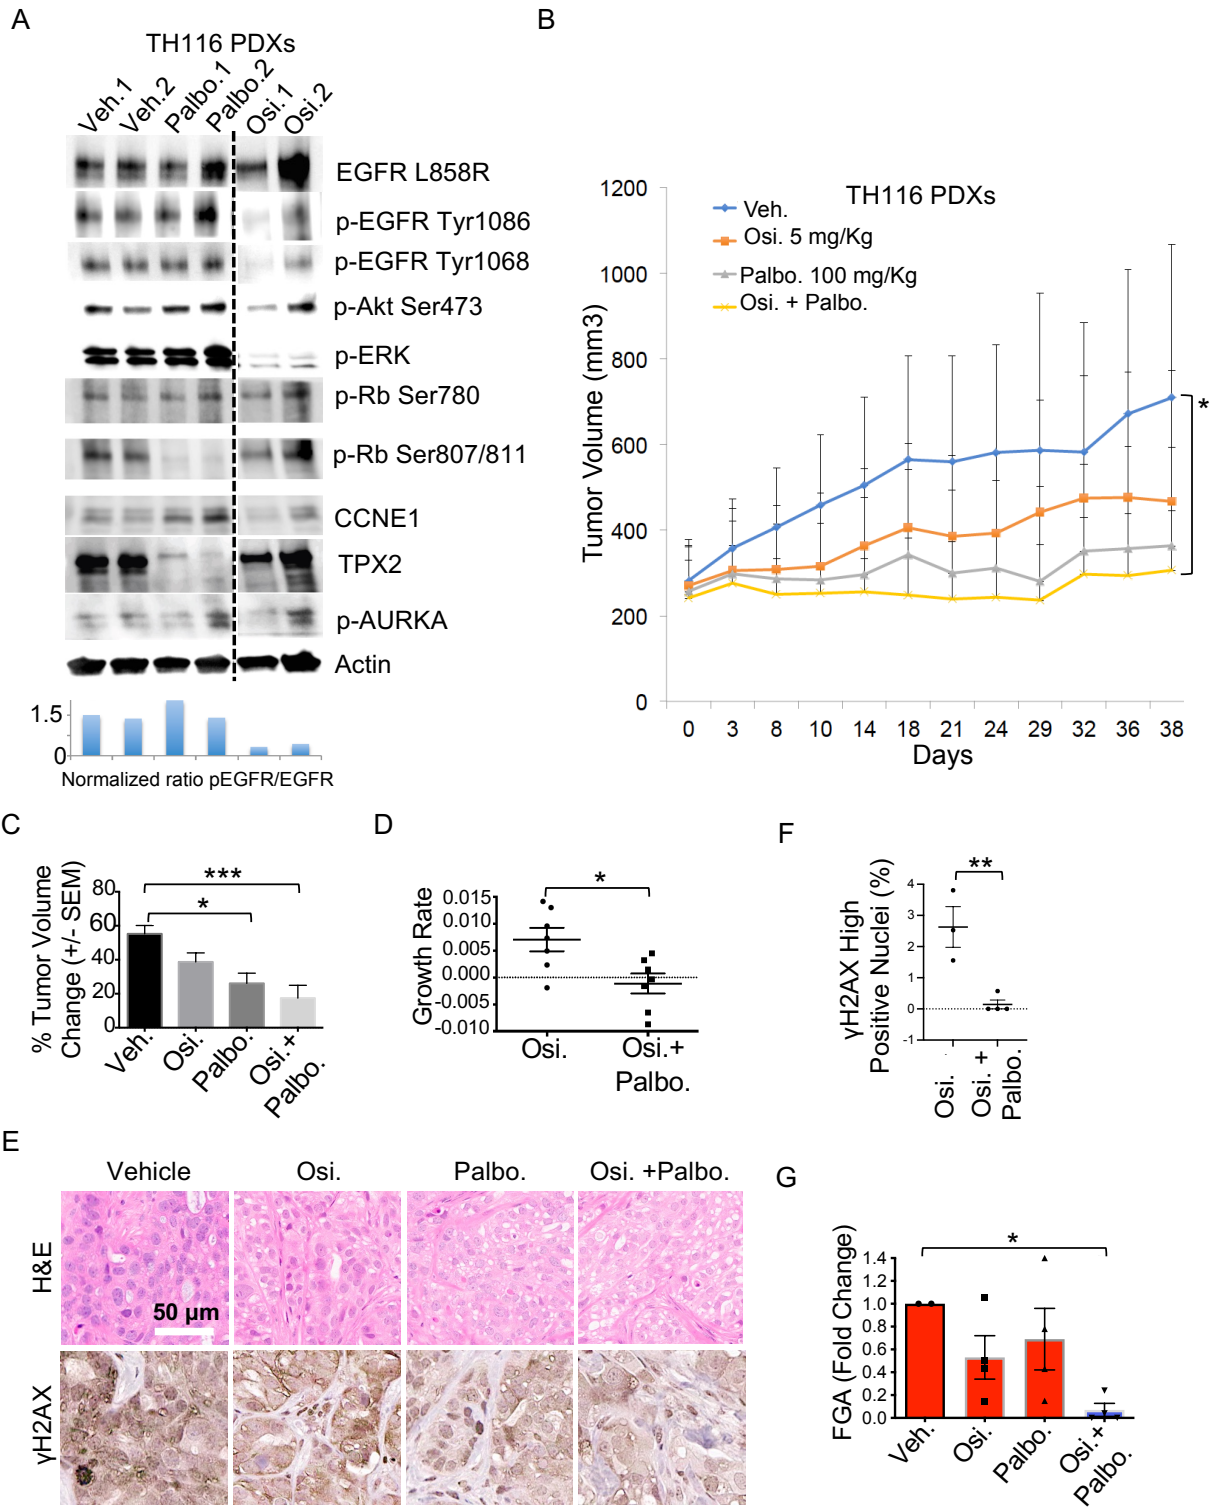 A
TH116 PDXs
Veh.1
Veh.2
Palbo.1
Palbo.2
Osi.1
Osi.2
EGFR L858R
p-EGFR Tyr1086
p-EGFR Tyr1068
p-Akt Ser473
p-ERK
p-Rb Ser780
p-Rb Ser807/811
CCNE1
TPX2
p-AURKA
Actin
1.5
0
Normalized ratio pEGFR/EGFR
B
TH116 PDXs
Veh.
Osi. 5 mg/Kg
Palbo. 100 mg/Kg
Osi. + Palbo.
Tumor Volume (mm3)
1200
1000
800
600
400
200
0
0 3 8 10 14 18 21 24 29 32 36 38
Days
*
C
% Tumor Volume
Change (+/- SEM)
80
60
40
20
0
***
*
Veh.
Osi.
Palbo.
Osi.+
Palbo.
D
Growth Rate
0.015
0.010
0.005
0.000
-0.005
-0.010
*
Osi.
Osi.+
Palbo.
F
γH2AX High
Positive Nuclei (%)
4
3
2
1
0
-1
**
Osi.
Osi. +
Palbo.
E
Vehicle
Osi.
Palbo.
Osi. +Palbo.
H&E
50 μm
γH2AX
G
FGA (Fold Change)
1.4
1.2
1.0
0.8
0.6
0.4
0.2
0.0
*
Veh.
Osi.
Palbo.
Osi.+
Palbo.